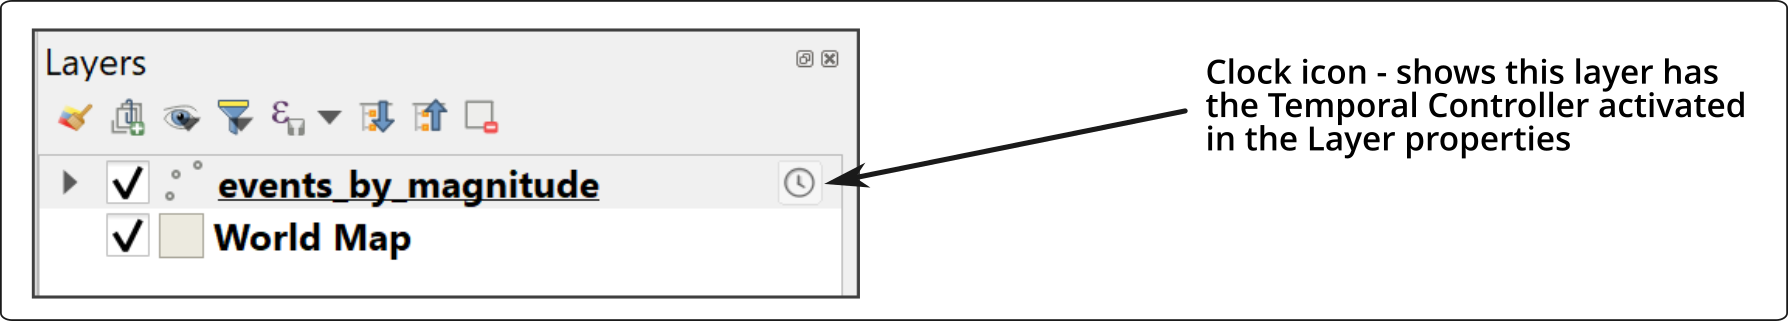 Layers
events_by_magnitude
World Map
Clock icon - shows this layer has
the Temporal Controller activated
in the Layer properties